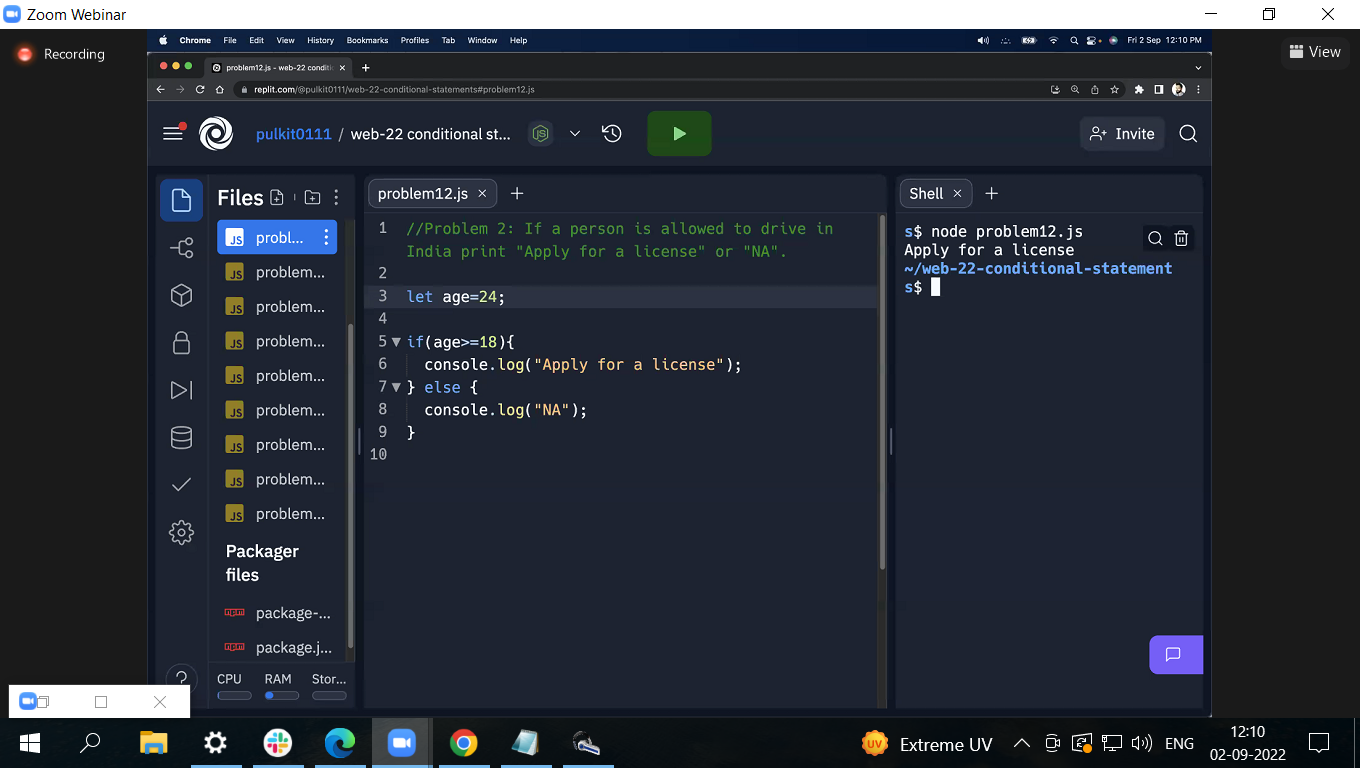 Zoom Webinar
Recording
View
Chrome File Edit View History Bookmarks Profiles Tab Window Help
Fri 2 Sep 12:10 PM
problem12.js - web-22 conditic
replit.com/@pulkit0111/web-22-conditional-statements#problem12.js
pulkit0111 / web-22 conditional st...
Invite
Files
probl...
problem...
problem...
problem...
problem...
problem...
problem...
problem...
problem...
Packager
files
package-...
package.j...
CPU RAM Stor...
problem12.js
1 //Problem 2: If a person is allowed to drive in
India print "Apply for a license" or "NA".
2
3 let age=24;
4
5 if(age>=18){
6 console.log("Apply for a license");
7 } else {
8 console.log("NA");
9 }
10
Shell
s$ node problem12.js
Apply for a license
~/web-22-conditional-statement
s$
UV Extreme UV
ENG
12:10
02-09-2022